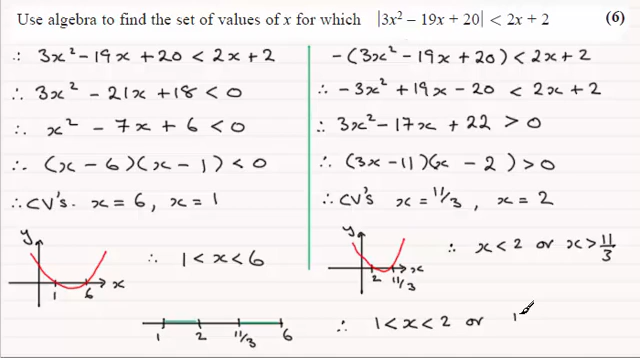 Use algebra to find the set of values of x for which |3x² − 19x + 20| < 2x + 2 (6)
∴ 3x² − 19x + 20 < 2x + 2
∴ 3x² − 21x + 18 < 0
∴ x² − 7x + 6 < 0
∴ (x − 6)(x − 1) < 0
∴ CV's. x = 6, x = 1
y
x
1
6
∴ 1 < x < 6
−(3x² − 19x + 20) < 2x + 2
∴ −3x² + 19x − 20 < 2x + 2
∴ 3x² − 17x + 22 > 0
∴ (3x − 11)(x − 2) > 0
∴ CV's x = 11/3, x = 2
y
x
2 11/3
∴ x < 2 or x > 11/3
1 2 11/3 6
∴ 1 < x < 2 or